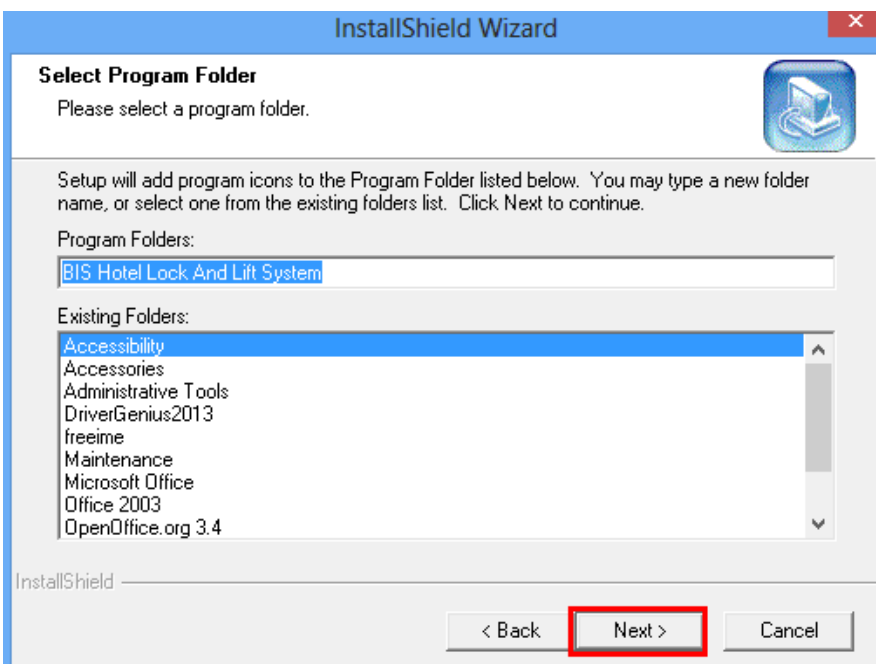 InstallShield Wizard
Select Program Folder
Please select a program folder.
Setup will add program icons to the Program Folder listed below.  You may type a new folder
name, or select one from the existing folders list.  Click Next to continue.
Program Folders:
BIS Hotel Lock And Lift System
Existing Folders:
Accessibility
Accessories
Administrative Tools
DriverGenius2013
freeime
Maintenance
Microsoft Office
Office 2003
OpenOffice.org 3.4
InstallShield
< Back   Next >   Cancel